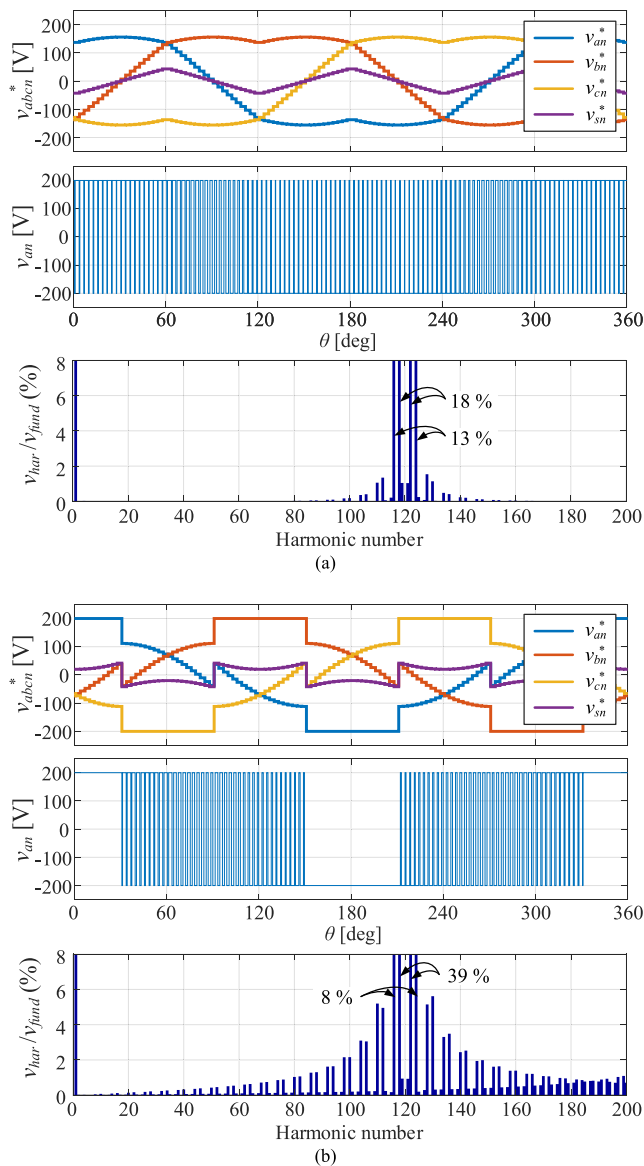 200
100
0
-100
-200
v*abcn [V]
v*an
v*bn
v*cn
v*sn
200
100
0
-100
-200
van [V]
0 60 120 180 240 300 360
θ [deg]
8
6
4
2
0
vhar/vfund (%)
18 %
13 %
0 20 40 60 80 100 120 140 160 180 200
Harmonic number
(a)
200
100
0
-100
-200
v*abcn [V]
v*an
v*bn
v*cn
v*sn
200
100
0
-100
-200
van [V]
0 60 120 180 240 300 360
θ [deg]
8
6
4
2
0
vhar/vfund (%)
39 %
8 %
0 20 40 60 80 100 120 140 160 180 200
Harmonic number
(b)